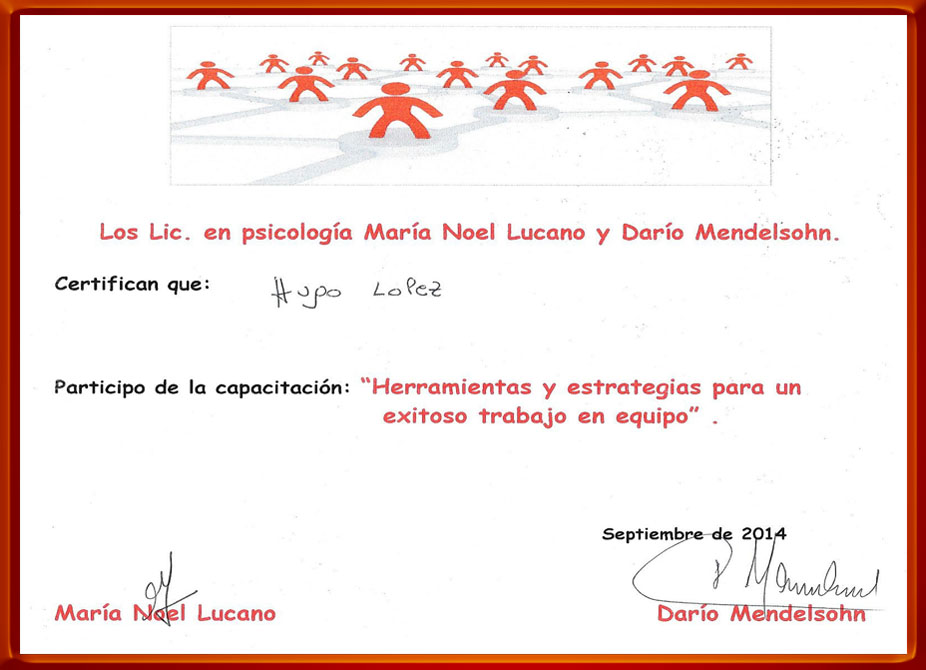 Los Lic. en psicología María Noel Lucano y Darío Mendelsohn.
Certifican que: Hugo Lopez
Participo de la capacitación: “Herramientas y estrategias para un
exitoso trabajo en equipo” .
Septiembre de 2014
María Noel Lucano
Darío Mendelsohn